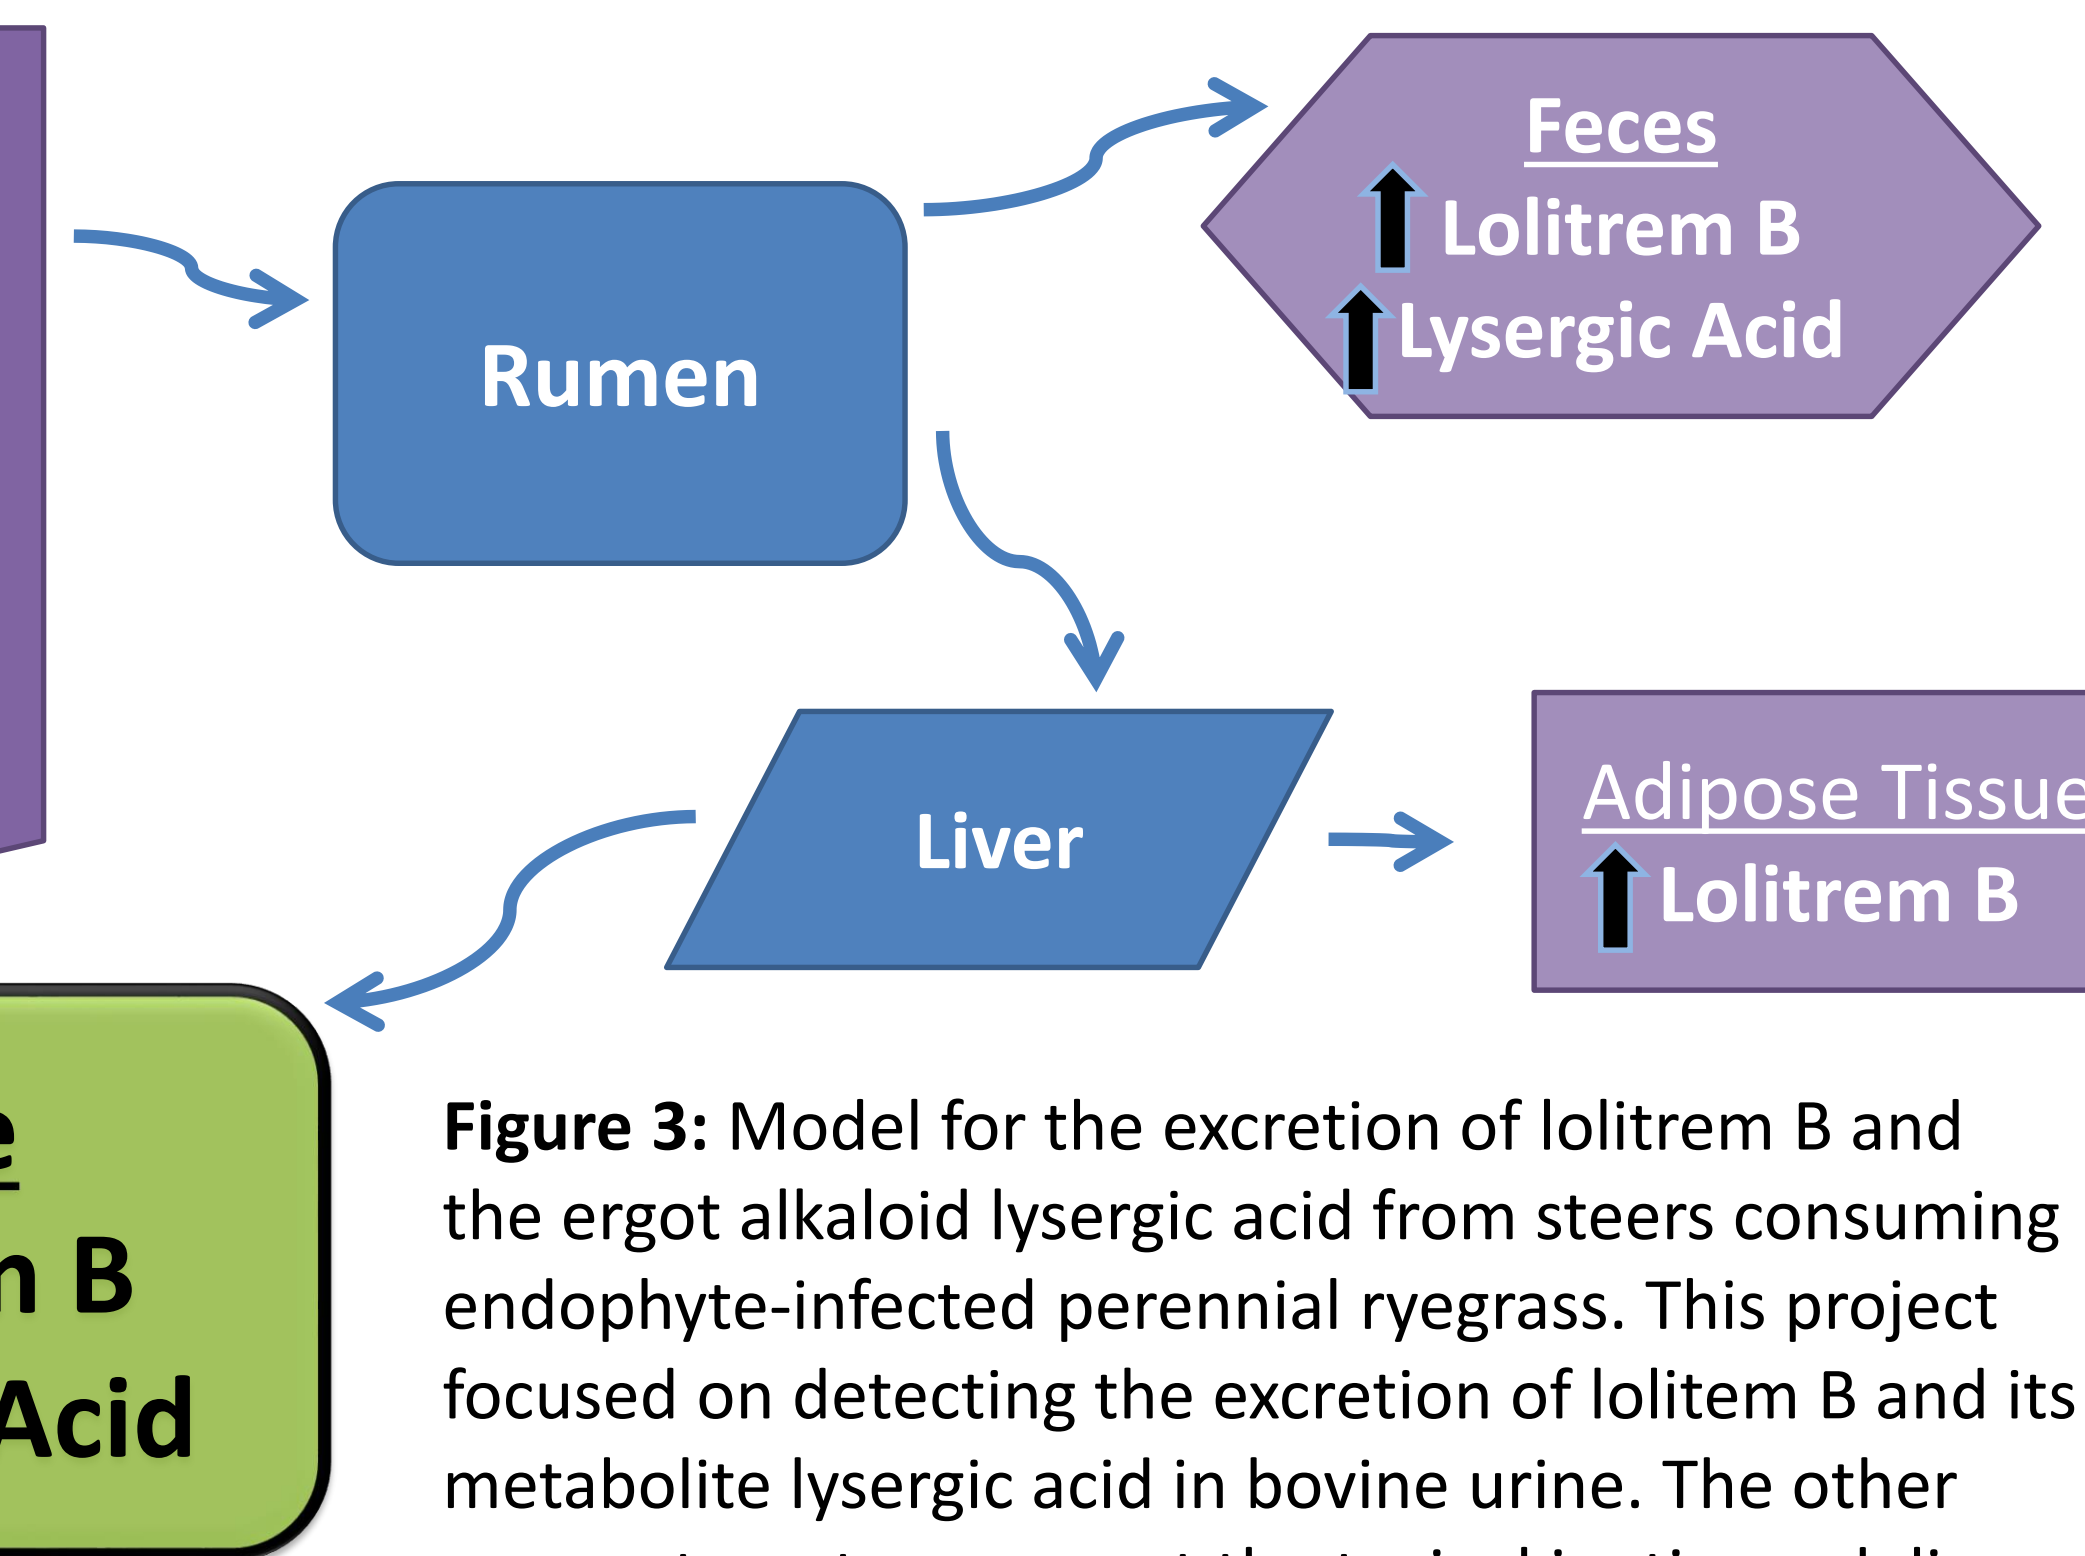 Feces
Lolitrem B
Lysergic Acid
Rumen
Liver
Adipose Tissue
Lolitrem B
B
Acid
Figure 3: Model for the excretion of lolitrem B and
the ergot alkaloid lysergic acid from steers consuming
endophyte-infected perennial ryegrass. This project
focused on detecting the excretion of lolitem B and its
metabolite lysergic acid in bovine urine. The other